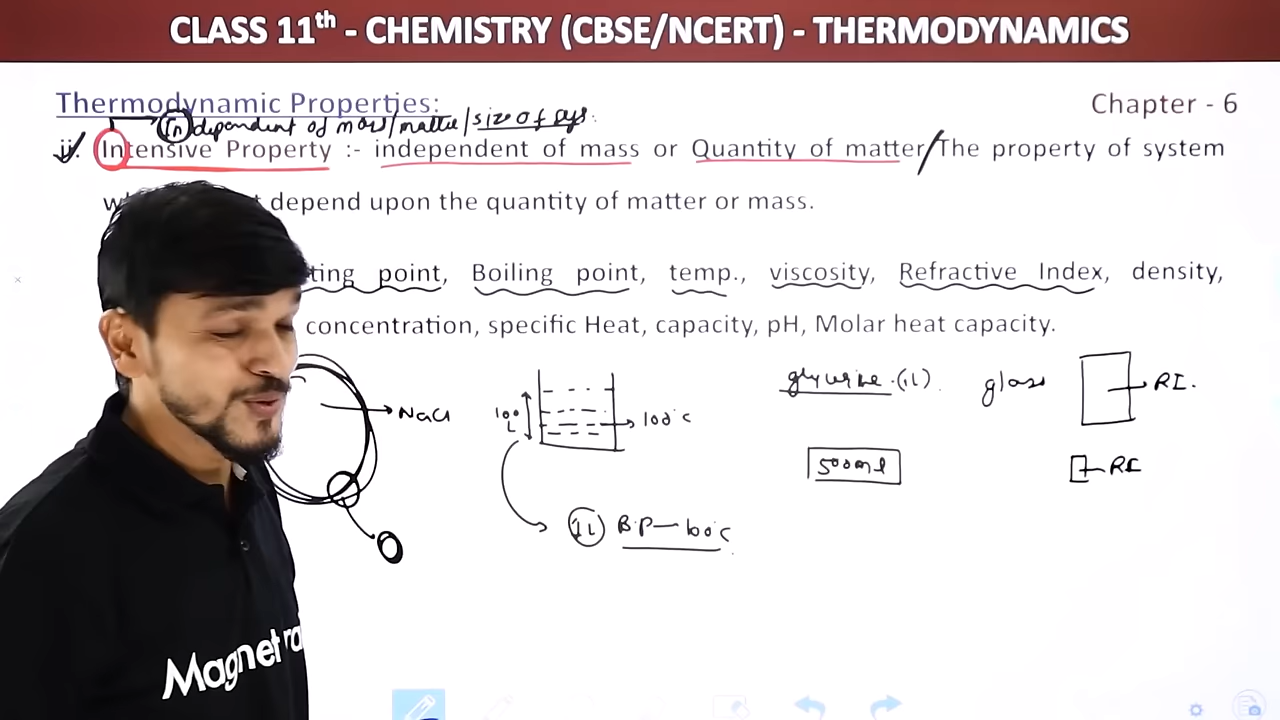 CLASS 11th - CHEMISTRY (CBSE/NCERT) - THERMODYNAMICS
Thermodynamic Properties: Chapter - 6
Independent of mass/matter/size of sys.
ii. Intensive Property :- independent of mass or Quantity of matter/The property of system
depend upon the quantity of matter or mass.
ting point, Boiling point, temp., viscosity, Refractive Index, density,
concentration, specific Heat, capacity, pH, Molar heat capacity.
NaCl
100 L
100°C
glycerine (1L)
glass
RI.
500ml
RI
1L B.P — 100°C
Magnet